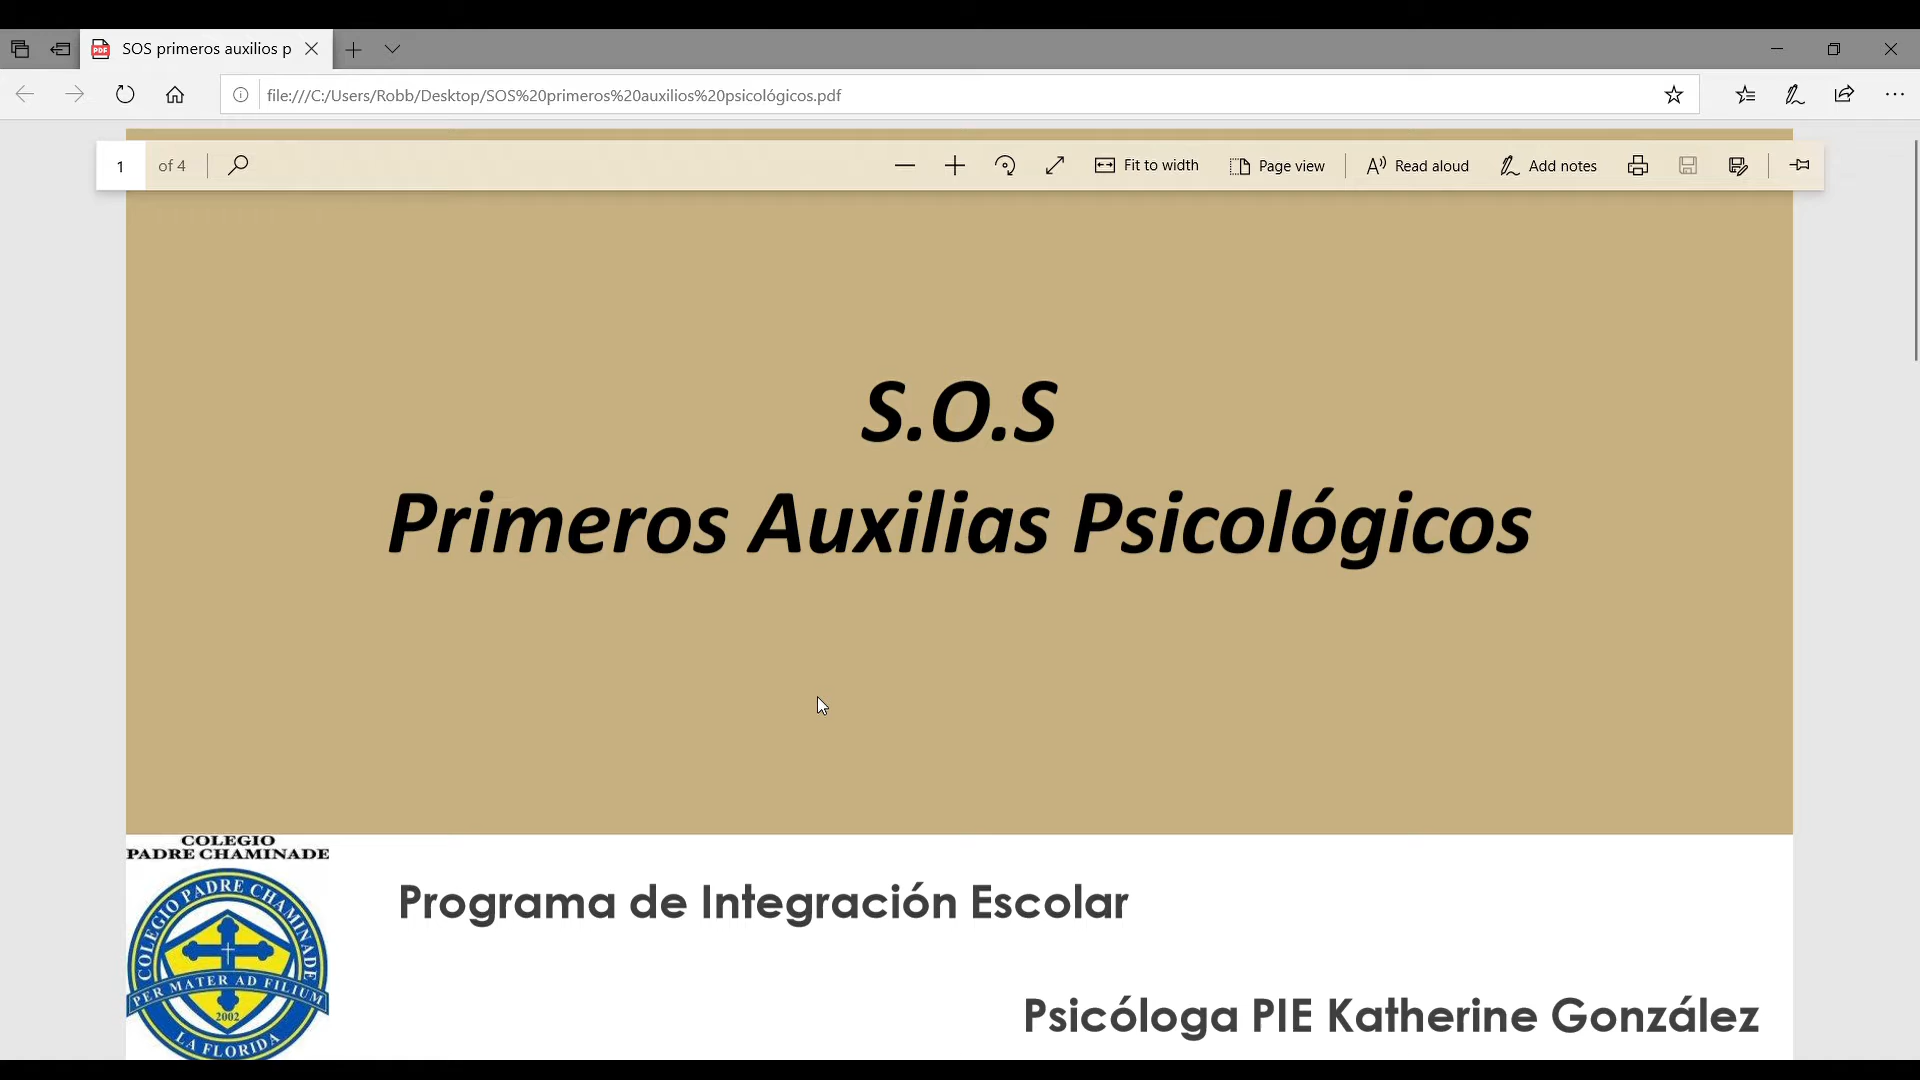 SOS primeros auxilios p
file:///C:/Users/Robb/Desktop/SOS%20primeros%20auxilios%20psicológicos.pdf
1 of 4 Fit to width Page view Read aloud Add notes
S.O.S
Primeros Auxilias Psicológicos
COLEGIO
PADRE CHAMINADE
COLEGIO PADRE CHAMINADE
PER MATER AD FILIUM
2002
LA FLORIDA
Programa de Integración Escolar
Psicóloga PIE Katherine González